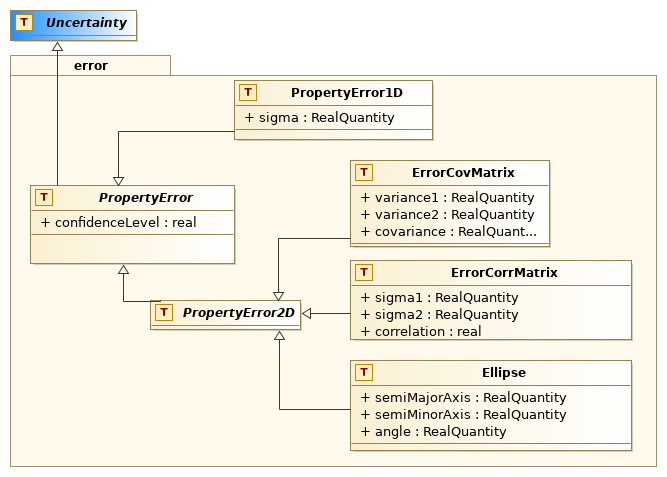 T Uncertainty
error
T PropertyError1D
+ sigma : RealQuantity
T ErrorCovMatrix
+ variance1 : RealQuantity
+ variance2 : RealQuantity
+ covariance : RealQuant...
T PropertyError
+ confidenceLevel : real
T ErrorCorrMatrix
+ sigma1 : RealQuantity
+ sigma2 : RealQuantity
+ correlation : real
T PropertyError2D
T Ellipse
+ semiMajorAxis : RealQuantity
+ semiMinorAxis : RealQuantity
+ angle : RealQuantity